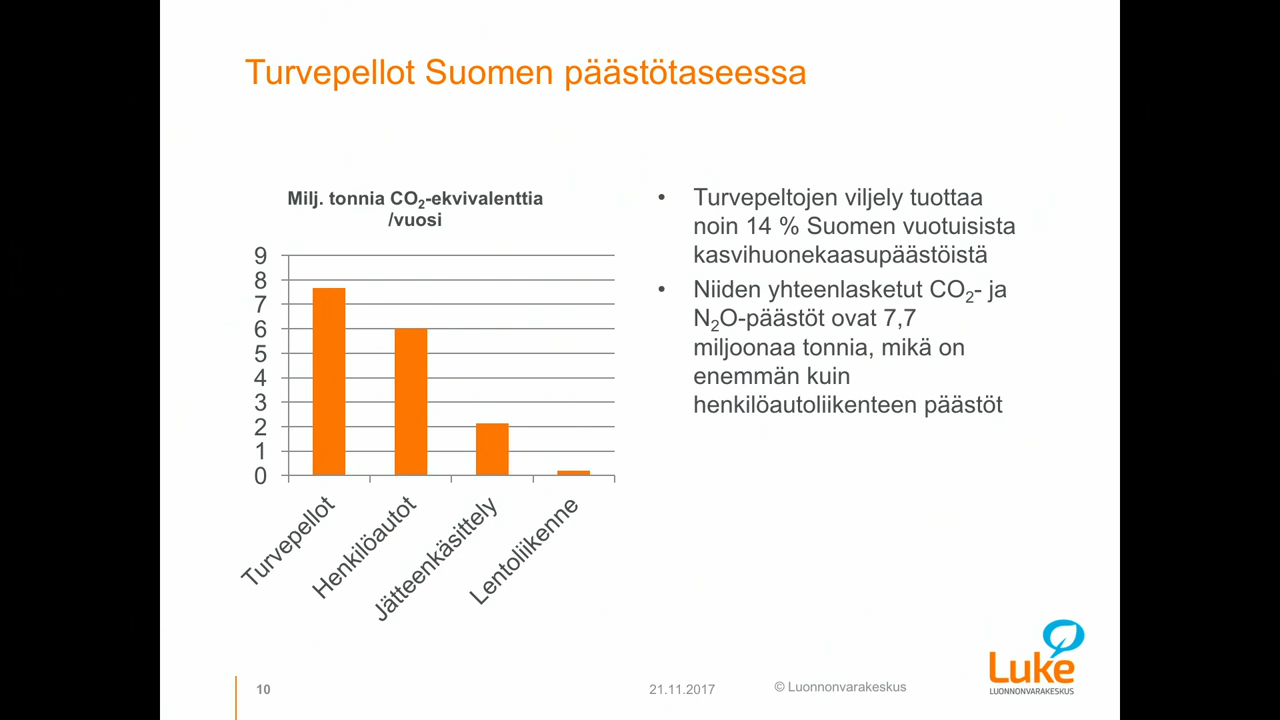 Turvepellot Suomen päästötaseessa
Milj. tonnia CO₂-ekvivalenttia
/vuosi
9
8
7
6
5
4
3
2
1
0
Turvepellot
Henkilöautot
Jätteenkäsittely
Lentoliikenne
• Turvepeltojen viljely tuottaa
noin 14 % Suomen vuotuisista
kasvihuonekaasupäästöistä
• Niiden yhteenlasketut CO₂- ja
N₂O-päästöt ovat 7,7
miljoonaa tonnia, mikä on
enemmän kuin
henkilöautoliikenteen päästöt
10
21.11.2017
© Luonnonvarakeskus
Luke
LUONNONVARAKESKUS